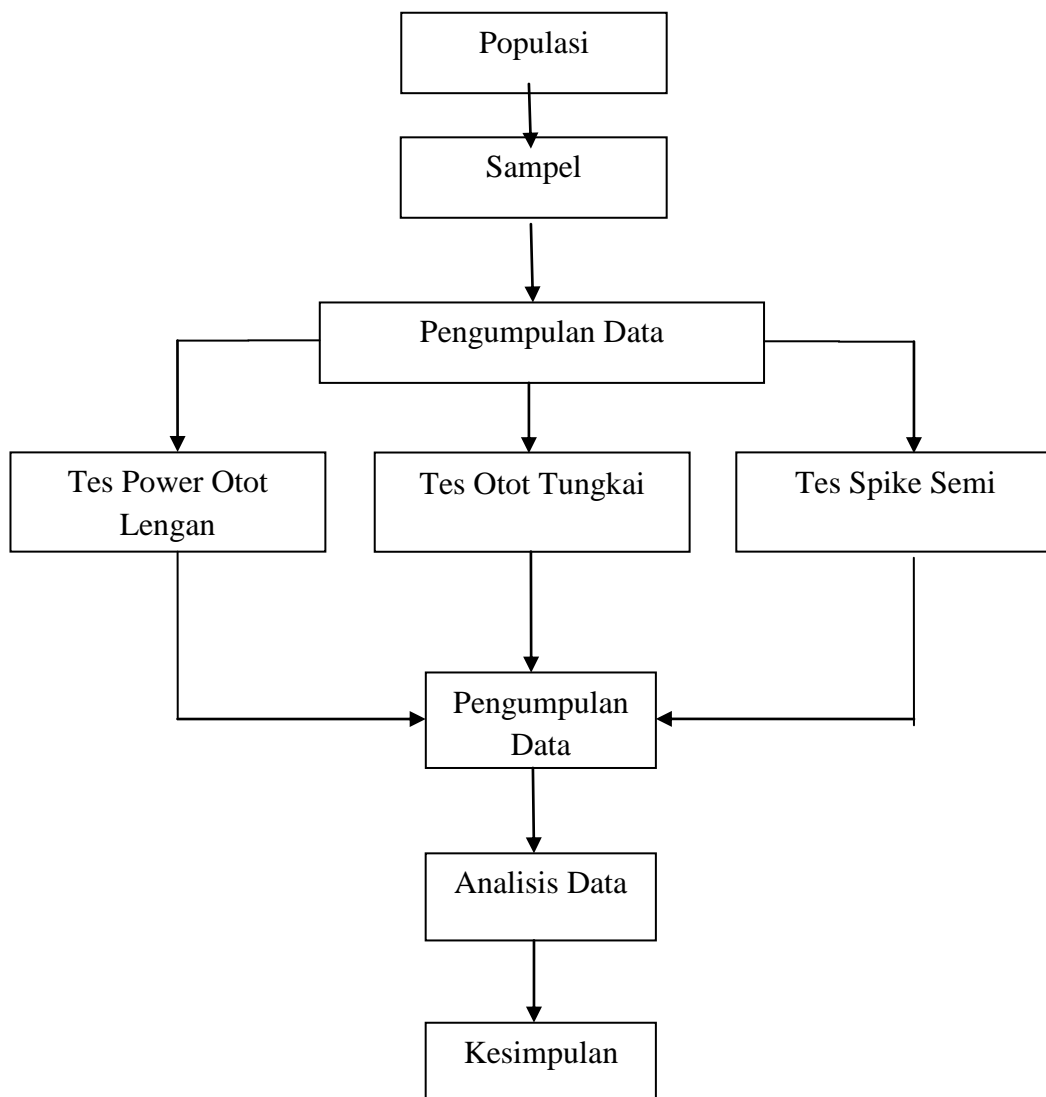 Populasi
Sampel
Pengumpulan Data
Tes Power Otot
Lengan
Tes Otot Tungkai
Tes Spike Semi
Pengumpulan
Data
Analisis Data
Kesimpulan